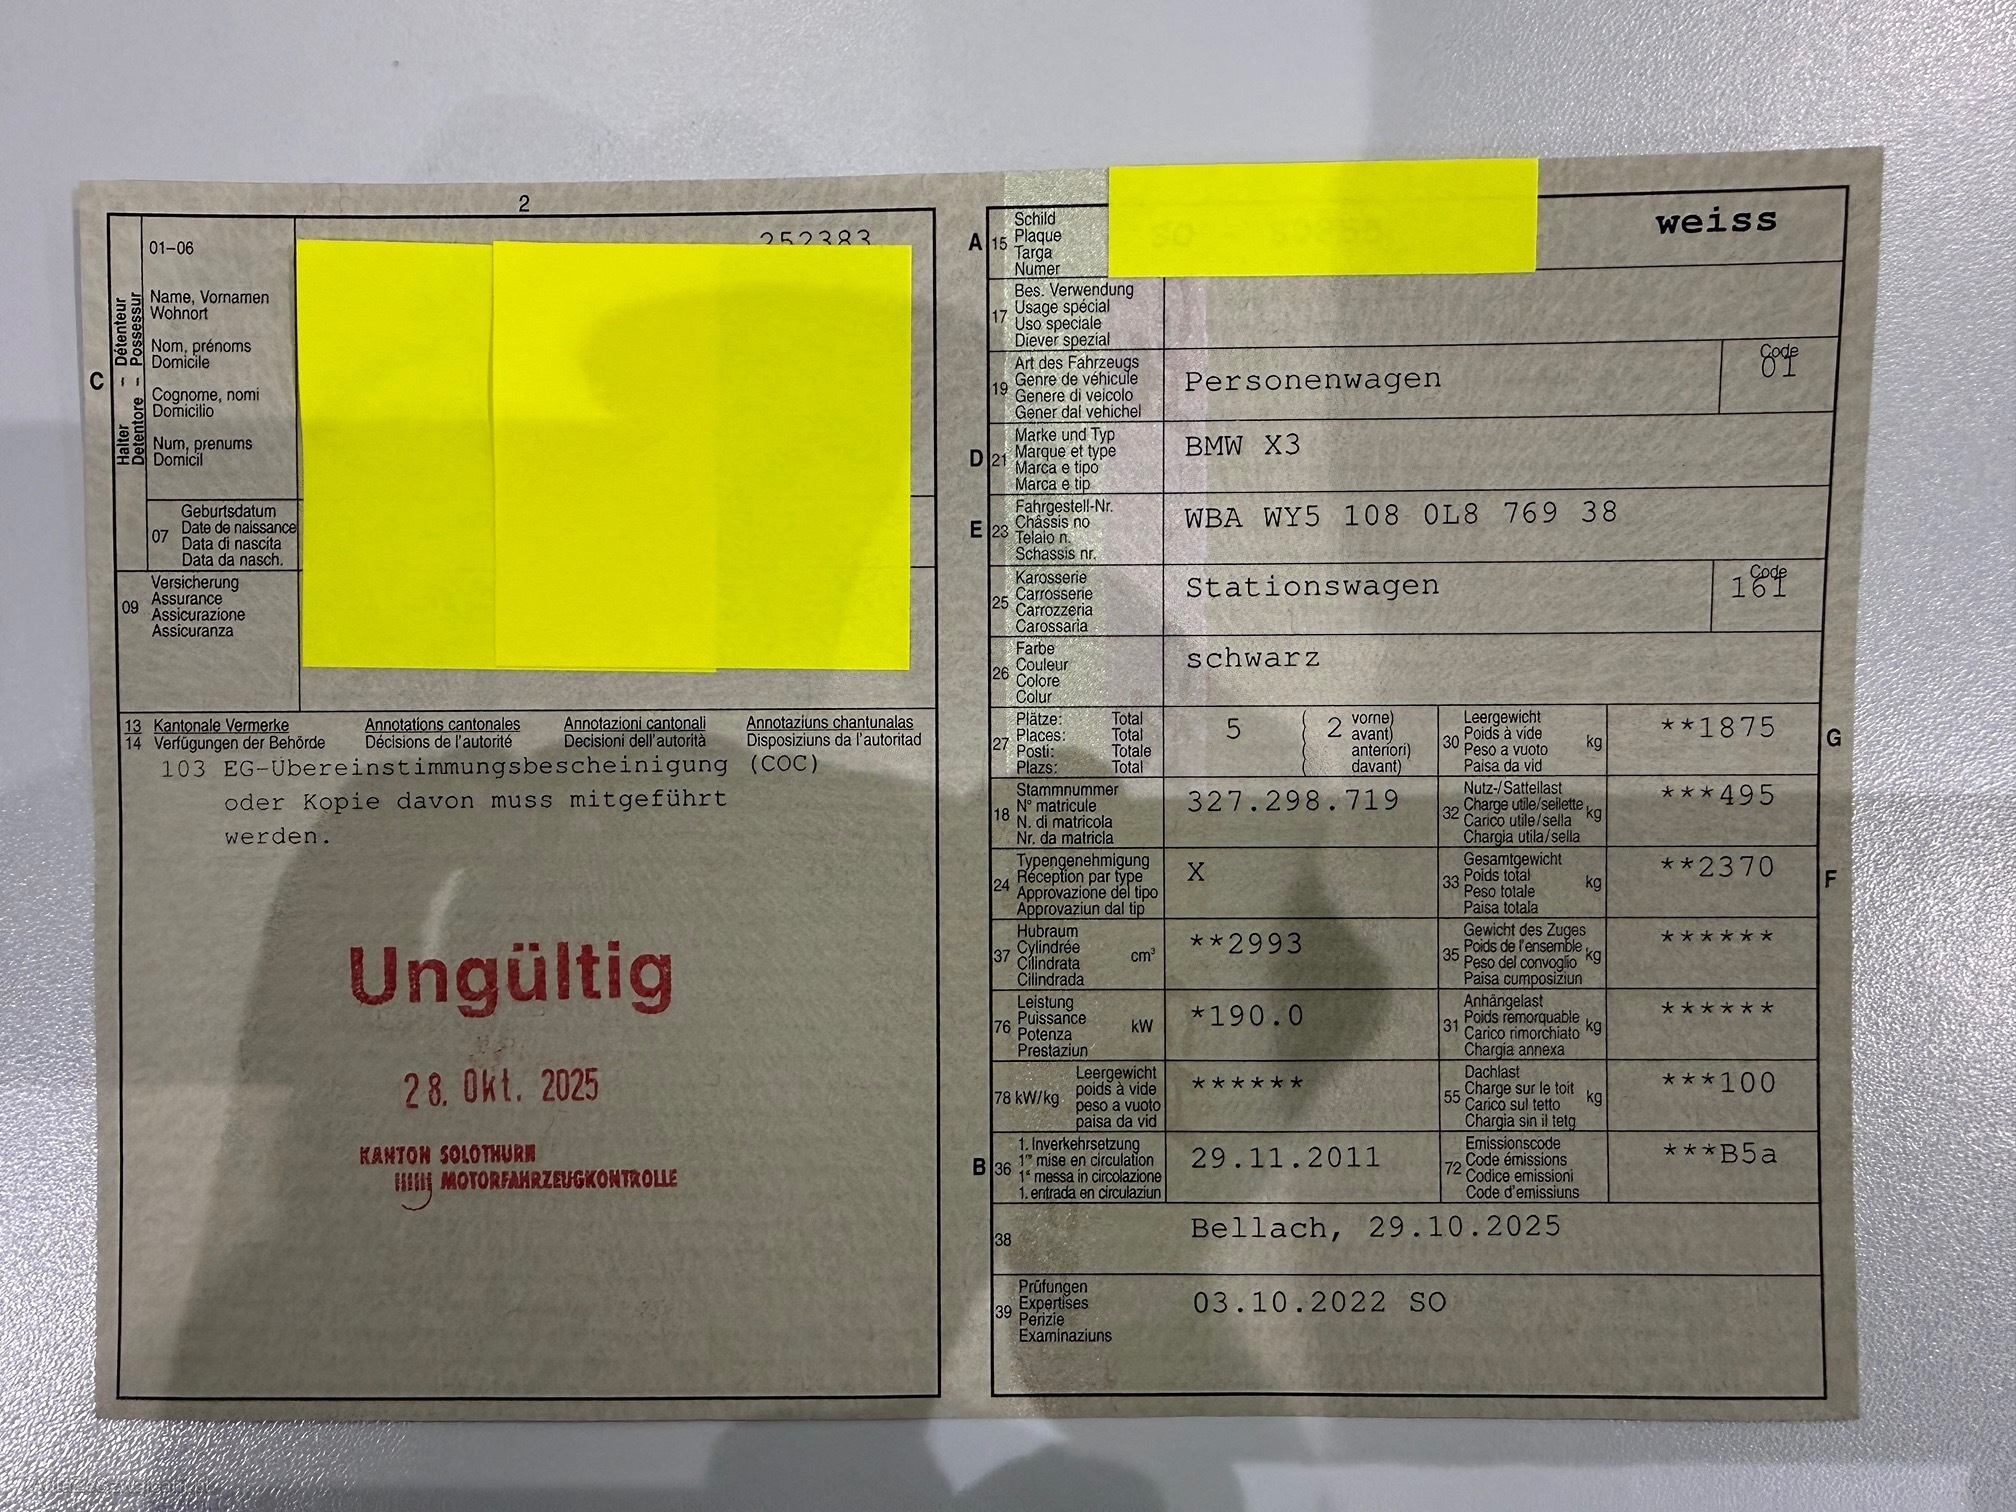 2
01-06
252383
Name, Vornamen
Wohnort
Nom, prénoms
Domicile
Cognome, nomi
Domicilio
Num, prenums
Domicil
C
Halter – Détenteur
Detentore – Possessur
07
Geburtsdatum
Date de naissance
Data di nascita
Data da nasch.
09
Versicherung
Assurance
Assicurazione
Assicuranza
13 Kantonale Vermerke Annotations cantonales Annotazioni cantonali Annotaziuns chantunalas
14 Verfügungen der Behörde Décisions de l'autorité Decisioni dell'autorità Disposiziuns da l'autoritad
103 EG-Übereinstimmungsbescheinigung (COC)
oder Kopie davon muss mitgeführt
werden.
Ungültig
28. Okt. 2025
KANTON SOLOTHURN
MOTORFAHRZEUGKONTROLLE
A 15
Schild
Plaque
Targa
Numer
weiss
17
Bes. Verwendung
Usage spécial
Uso speciale
Diever spezial
19
Art des Fahrzeugs
Genre de véhicule
Genere di veicolo
Gener dal vehichel
Personenwagen
Code
01
D 21
Marke und Typ
Marque et type
Marca e tipo
Marca e tip
BMW X3
E 23
Fahrgestell-Nr.
Châssis no
Telaio n.
Schassis nr.
WBA WY5 108 0L8 769 38
25
Karosserie
Carrosserie
Carrozzeria
Carossaria
Stationswagen
Code
161
26
Farbe
Couleur
Colore
Colur
schwarz
27
Plätze: Total
Places: Total
Posti: Totale
Plazs: Total
5 ( 2 vorne)
avant)
anteriori)
davant)
30
Leergewicht
Poids à vide
Peso a vuoto
Paisa da vid
kg
**1875
G
18
Stammnummer
N° matricule
N. di matricola
Nr. da matricla
327.298.719
32
Nutz-/Sattellast
Charge utile/sellette
Carico utile/sella
Chargia utila/sella
kg
***495
24
Typengenehmigung
Réception par type
Approvazione del tipo
Approvaziun dal tip
X
33
Gesamtgewicht
Poids total
Peso totale
Paisa totala
kg
**2370
F
37
Hubraum
Cylindrée
Cilindrata
Cilindrada
cm³
**2993
35
Gewicht des Zuges
Poids de l'ensemble
Peso del convoglio
Paisa cumposiziun
kg
******
76
Leistung
Puissance
Potenza
Prestaziun
kW
*190.0
31
Anhängelast
Poids remorquable
Carico rimorchiato
Chargia annexa
kg
******
78 kW/kg
Leergewicht
poids à vide
peso a vuoto
paisa da vid
******
55
Dachlast
Charge sur le toit
Carico sul tetto
Chargia sin il tetg
kg
***100
B 36
1. Inverkehrsetzung
1re mise en circulation
1a messa in circolazione
1. entrada en circulaziun
29.11.2011
72
Emissionscode
Code émissions
Codice emissioni
Code d'emissiuns
***B5a
38
Bellach, 29.10.2025
39
Prüfungen
Expertises
Perizie
Examinaziuns
03.10.2022 SO